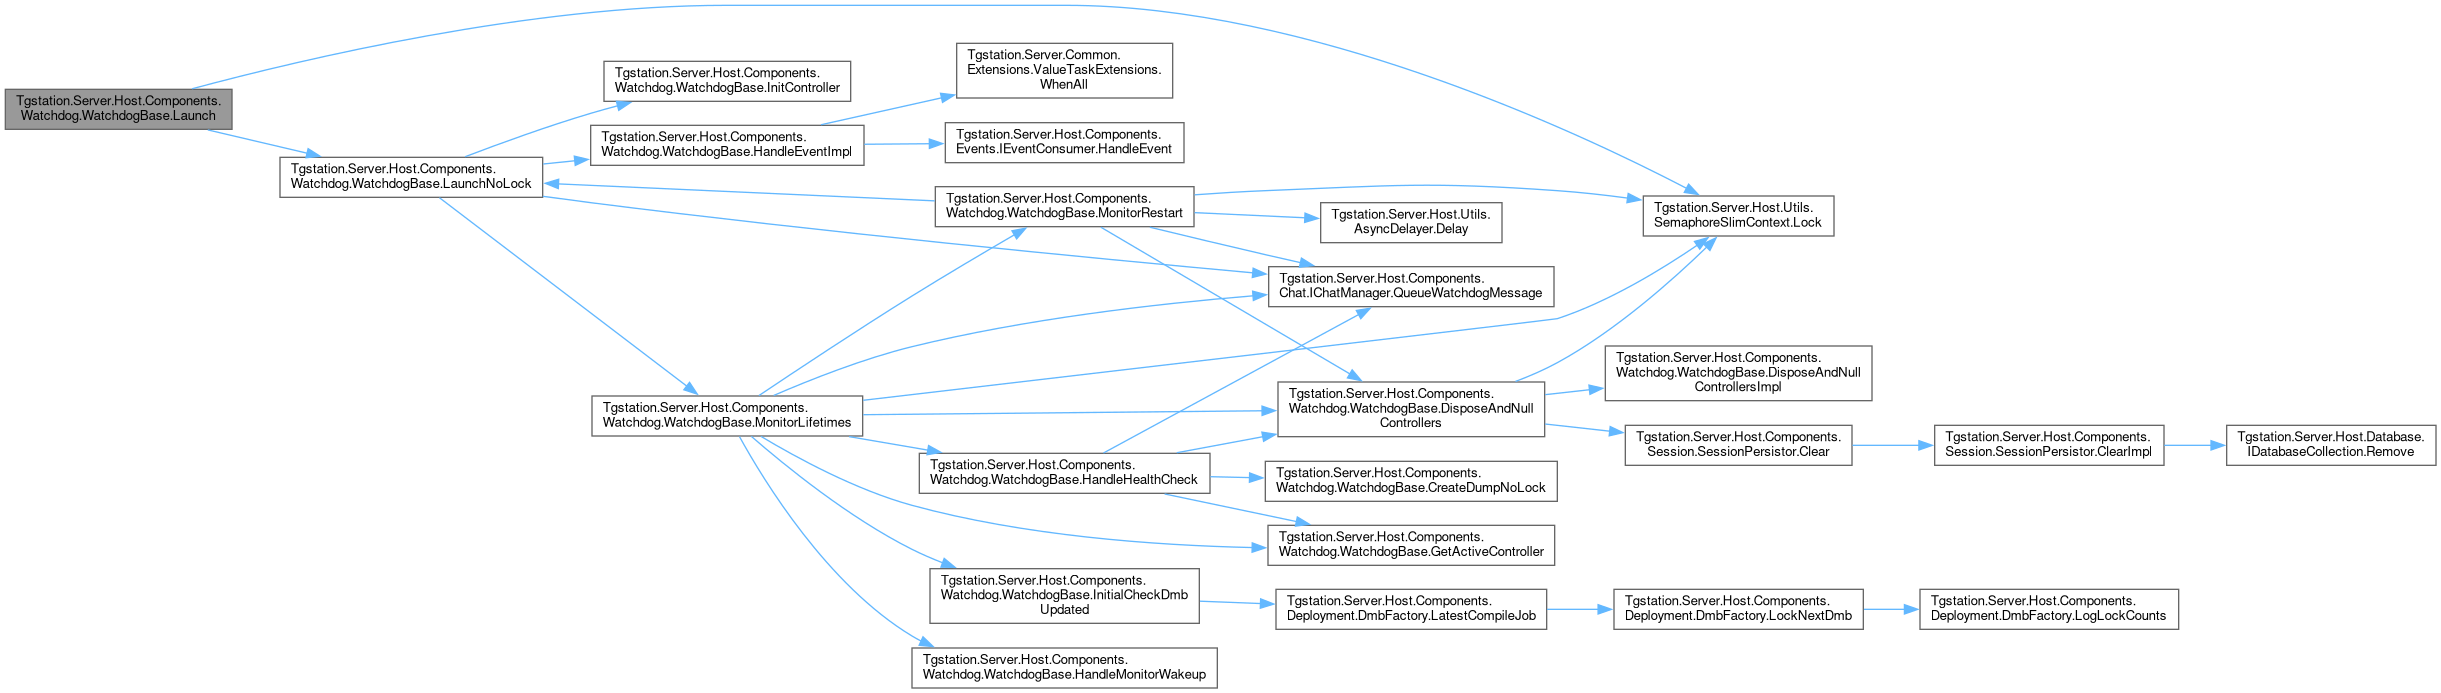 Tgstation.Server.Host.Components.
Watchdog.WatchdogBase.Launch
Tgstation.Server.Host.Components.
Watchdog.WatchdogBase.LaunchNoLock
Tgstation.Server.Host.Components.
Watchdog.WatchdogBase.InitController
Tgstation.Server.Host.Components.
Watchdog.WatchdogBase.HandleEventImpl
Tgstation.Server.Common.
Extensions.ValueTaskExtensions.
WhenAll
Tgstation.Server.Host.Components.
Events.IEventConsumer.HandleEvent
Tgstation.Server.Host.Components.
Watchdog.WatchdogBase.MonitorRestart
Tgstation.Server.Host.Utils.
AsyncDelayer.Delay
Tgstation.Server.Host.Utils.
SemaphoreSlimContext.Lock
Tgstation.Server.Host.Components.
Chat.IChatManager.QueueWatchdogMessage
Tgstation.Server.Host.Components.
Watchdog.WatchdogBase.MonitorLifetimes
Tgstation.Server.Host.Components.
Watchdog.WatchdogBase.DisposeAndNull
Controllers
Tgstation.Server.Host.Components.
Watchdog.WatchdogBase.DisposeAndNull
ControllersImpl
Tgstation.Server.Host.Components.
Session.SessionPersistor.Clear
Tgstation.Server.Host.Components.
Session.SessionPersistor.ClearImpl
Tgstation.Server.Host.Database.
IDatabaseCollection.Remove
Tgstation.Server.Host.Components.
Watchdog.WatchdogBase.HandleHealthCheck
Tgstation.Server.Host.Components.
Watchdog.WatchdogBase.CreateDumpNoLock
Tgstation.Server.Host.Components.
Watchdog.WatchdogBase.GetActiveController
Tgstation.Server.Host.Components.
Watchdog.WatchdogBase.InitialCheckDmb
Updated
Tgstation.Server.Host.Components.
Deployment.DmbFactory.LatestCompileJob
Tgstation.Server.Host.Components.
Deployment.DmbFactory.LockNextDmb
Tgstation.Server.Host.Components.
Deployment.DmbFactory.LogLockCounts
Tgstation.Server.Host.Components.
Watchdog.WatchdogBase.HandleMonitorWakeup